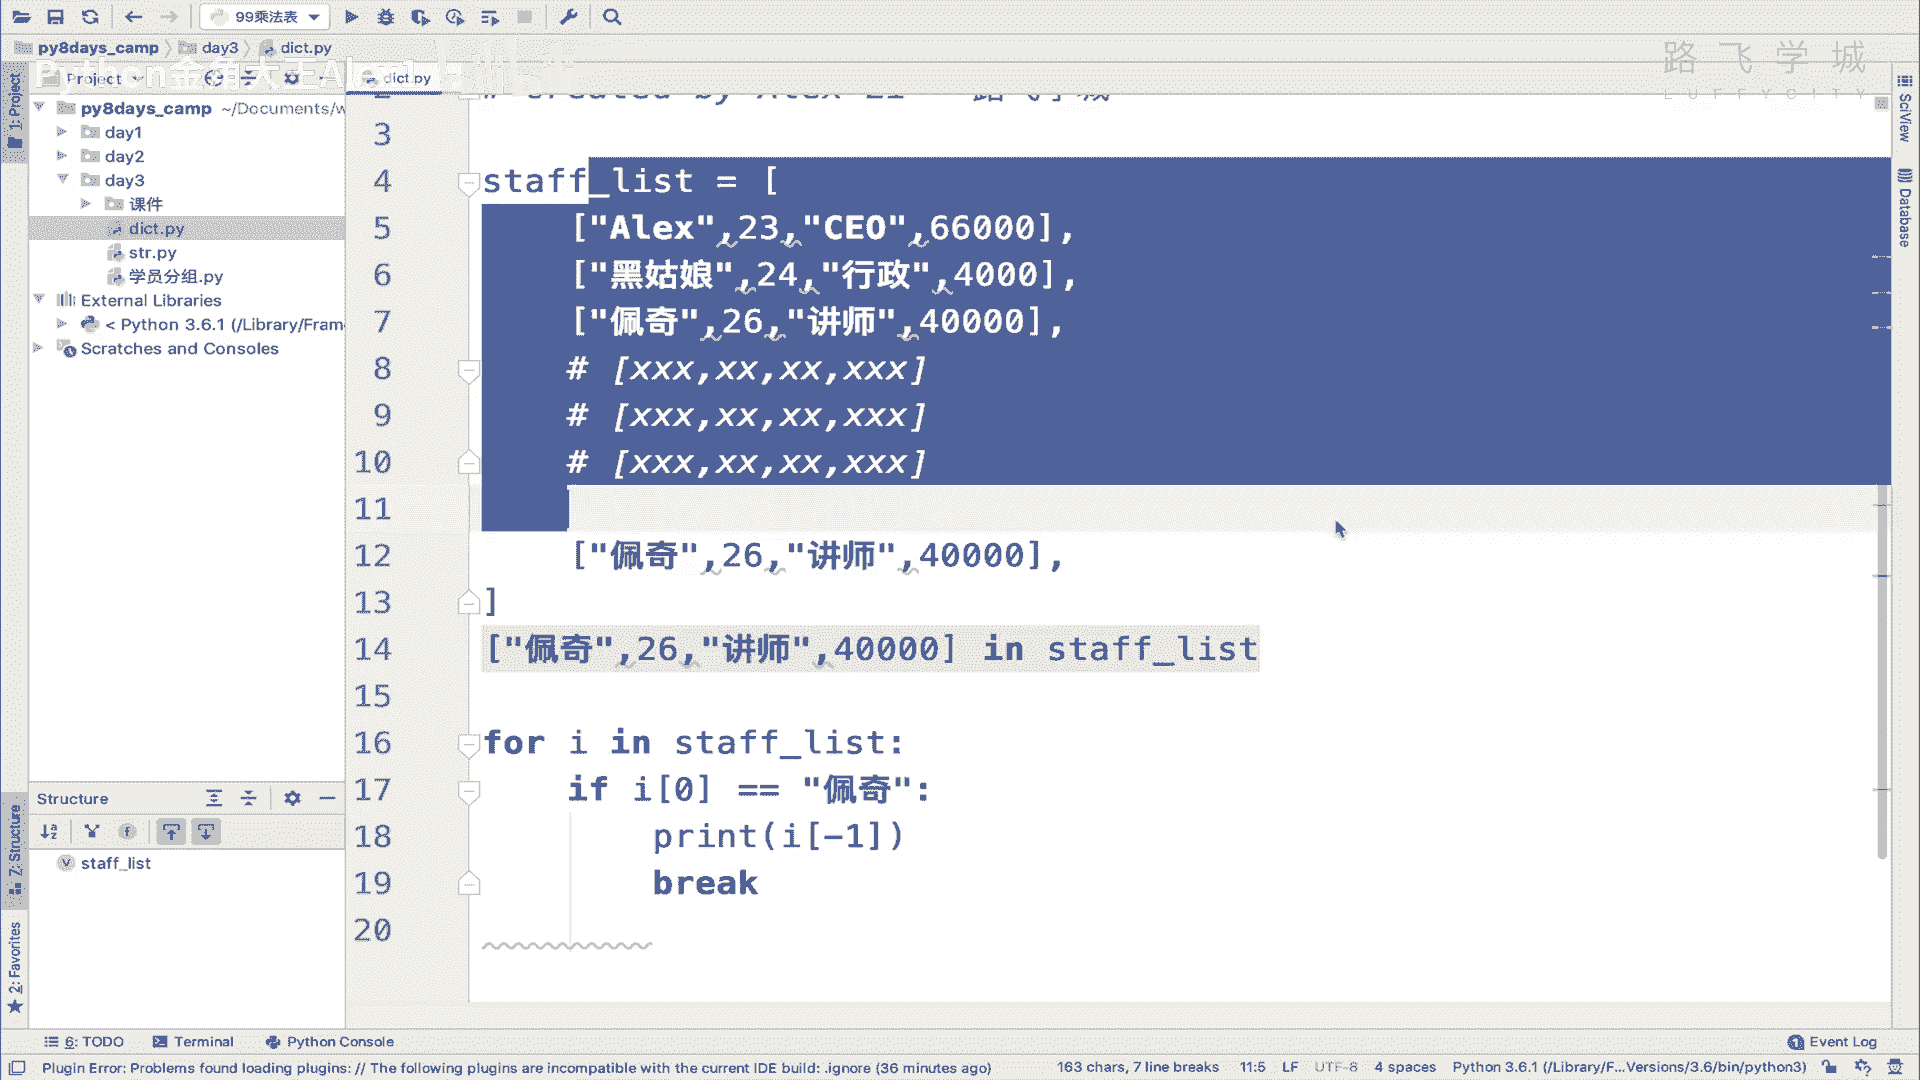 99乘法表
py8days_camp
day3
dict.py
路飞学城
LUFFYCITY
Python金角大王Alex1
Project
dict.py
1: Project
py8days_camp ~/Documents/w
day1
day2
day3
课件
dict.py
str.py
学员分组.py
External Libraries
< Python 3.6.1 (/Library/Fram
Scratches and Consoles
3
4 staff_list = [
5 ["Alex",23,"CEO",66000],
6 ["黑姑娘",24,"行政",4000],
7 ["佩奇",26,"讲师",40000],
8 # [xxx,xx,xx,xxx]
9 # [xxx,xx,xx,xxx]
10 # [xxx,xx,xx,xxx]
11
12 ["佩奇",26,"讲师",40000],
13 ]
14 ["佩奇",26,"讲师",40000] in staff_list
15
16 for i in staff_list:
17 if i[0] == "佩奇":
18 print(i[-1])
19 break
20
SciView
Database
Structure
staff_list
7: Structure
2: Favorites
6: TODO
Terminal
Python Console
Event Log
Plugin Error: Problems found loading plugins: // The following plugins are incompatible with the current IDE build: .ignore (36 minutes ago)
163 chars, 7 line breaks
11:5
LF
UTF-8
4 spaces
Python 3.6.1 (/Library/F...Versions/3.6/bin/python3)